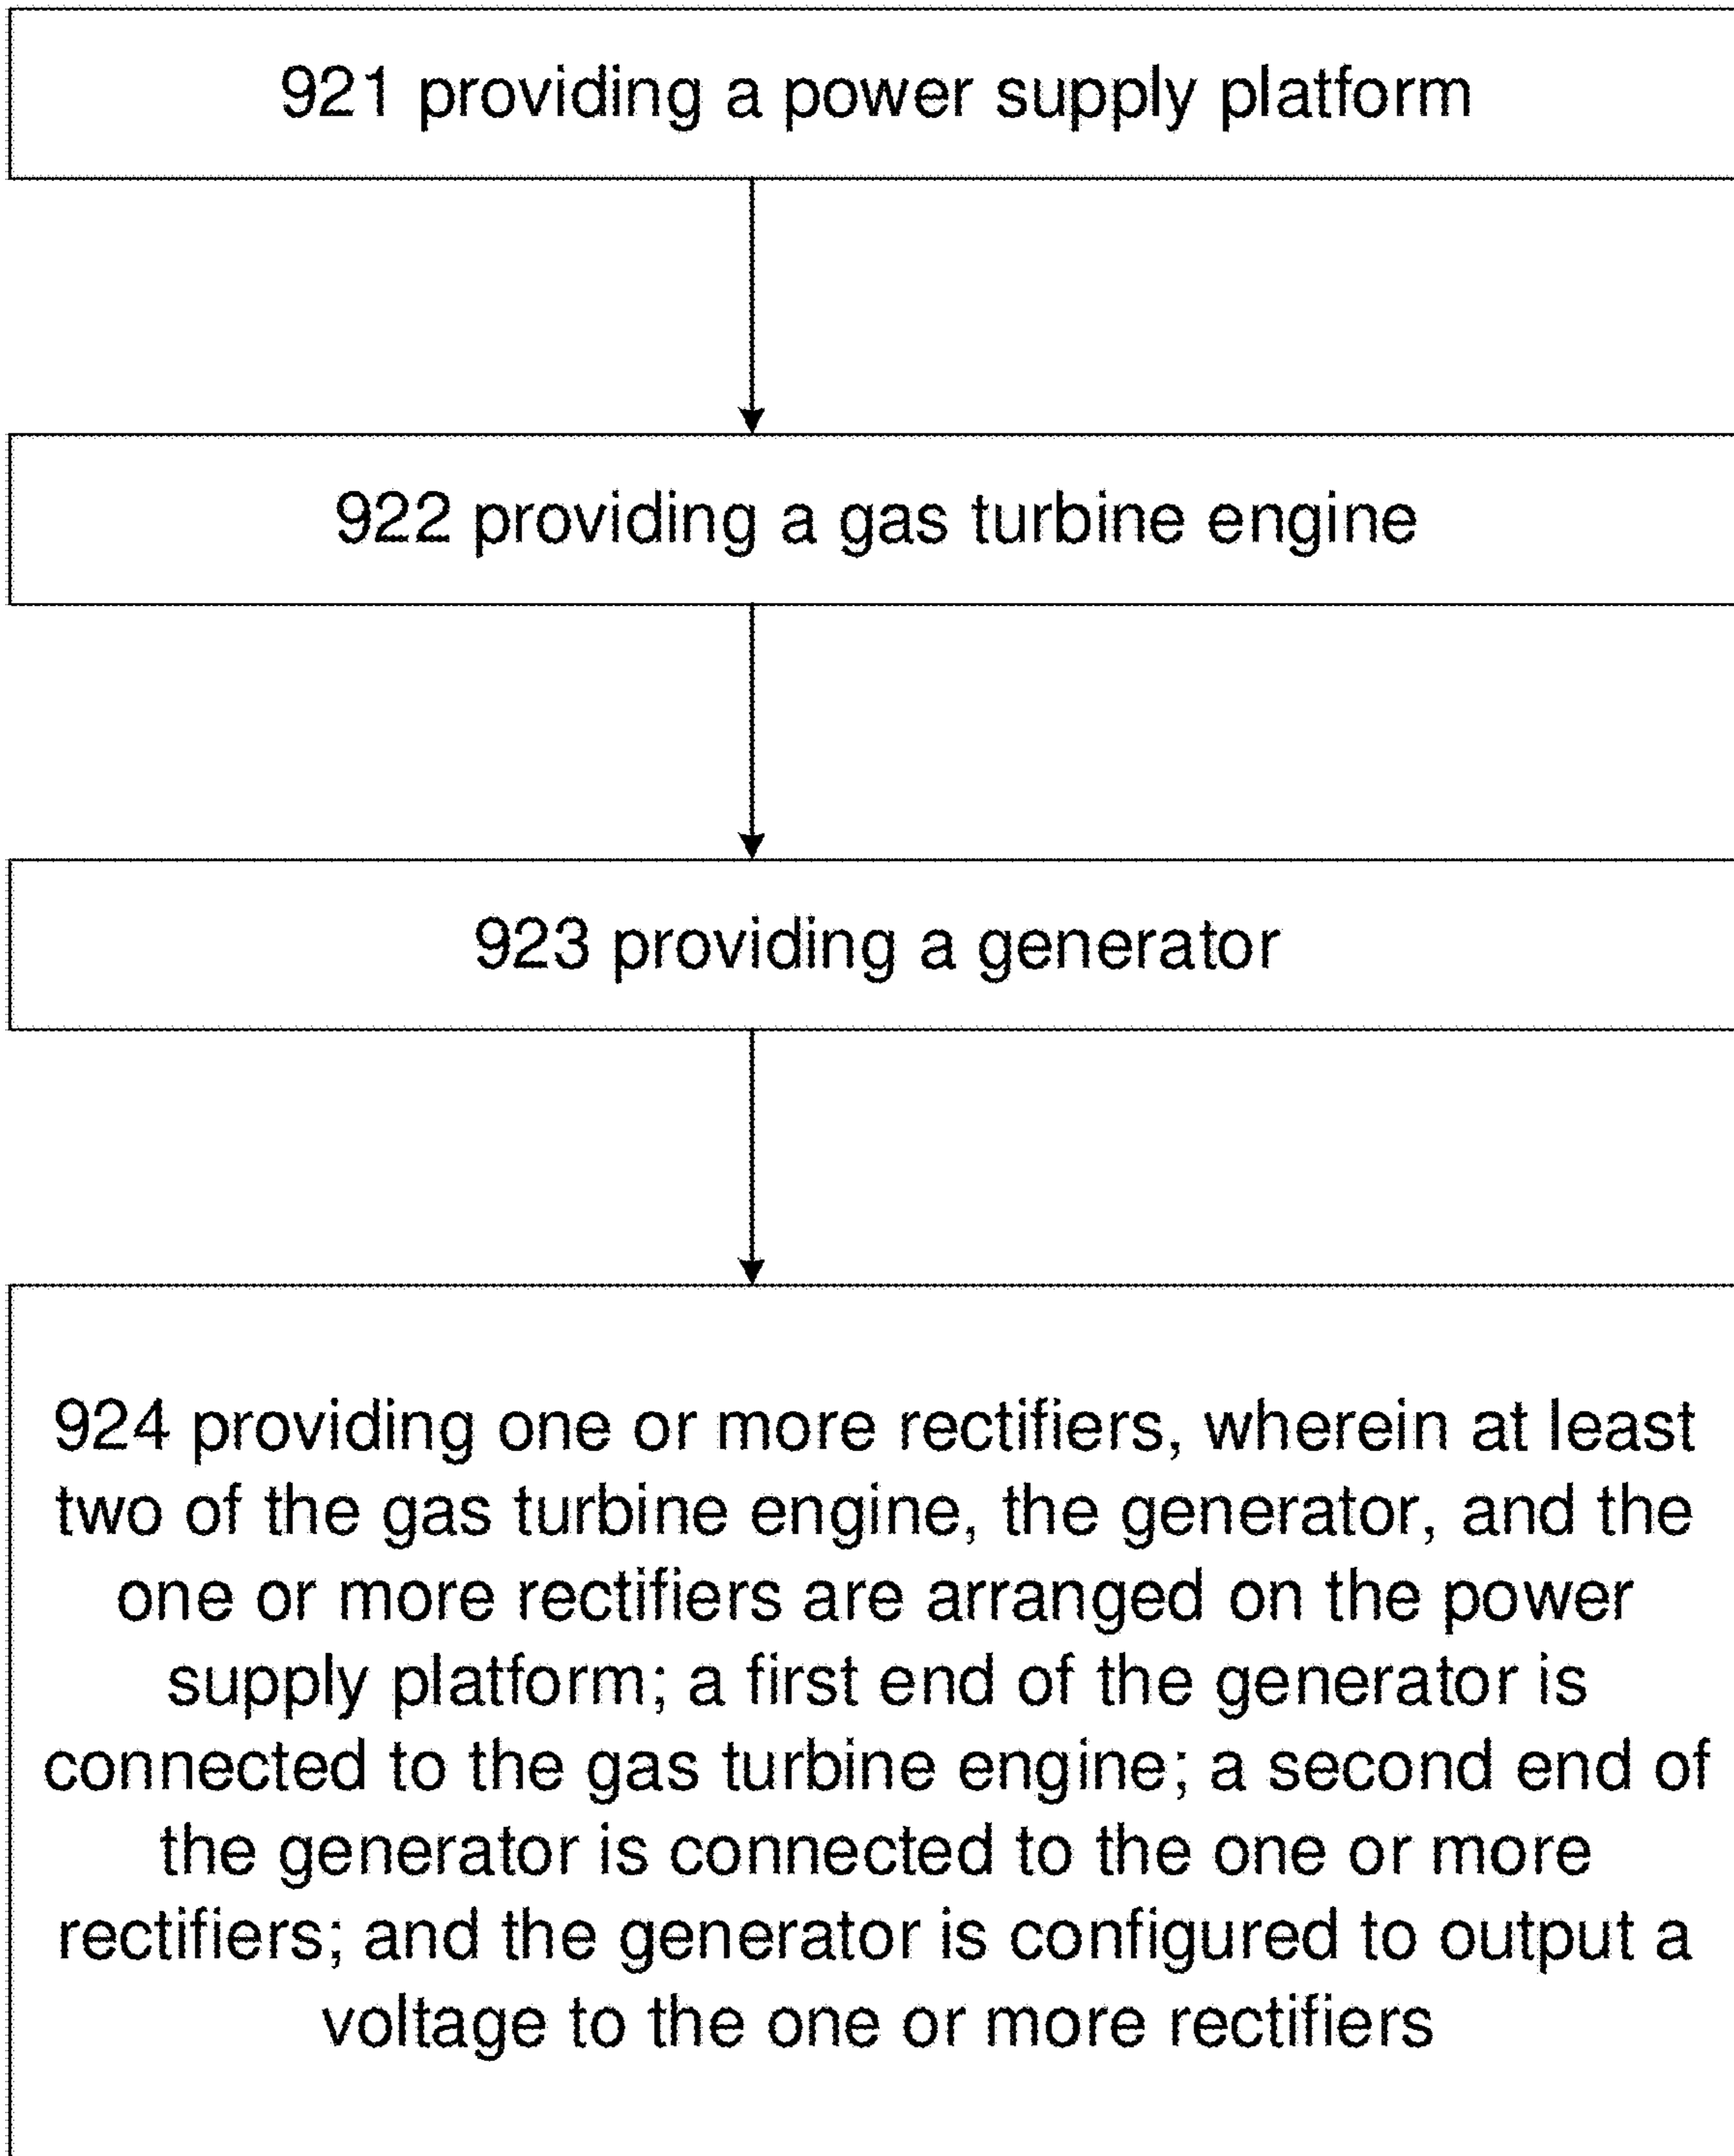 921 providing a power supply platform
922 providing a gas turbine engine
923 providing a generator
924 providing one or more rectifiers, wherein at least
two of the gas turbine engine, the generator, and the
one or more rectifiers are arranged on the power
supply platform; a first end of the generator is
connected to the gas turbine engine; a second end of
the generator is connected to the one or more
rectifiers; and the generator is configured to output a
voltage to the one or more rectifiers